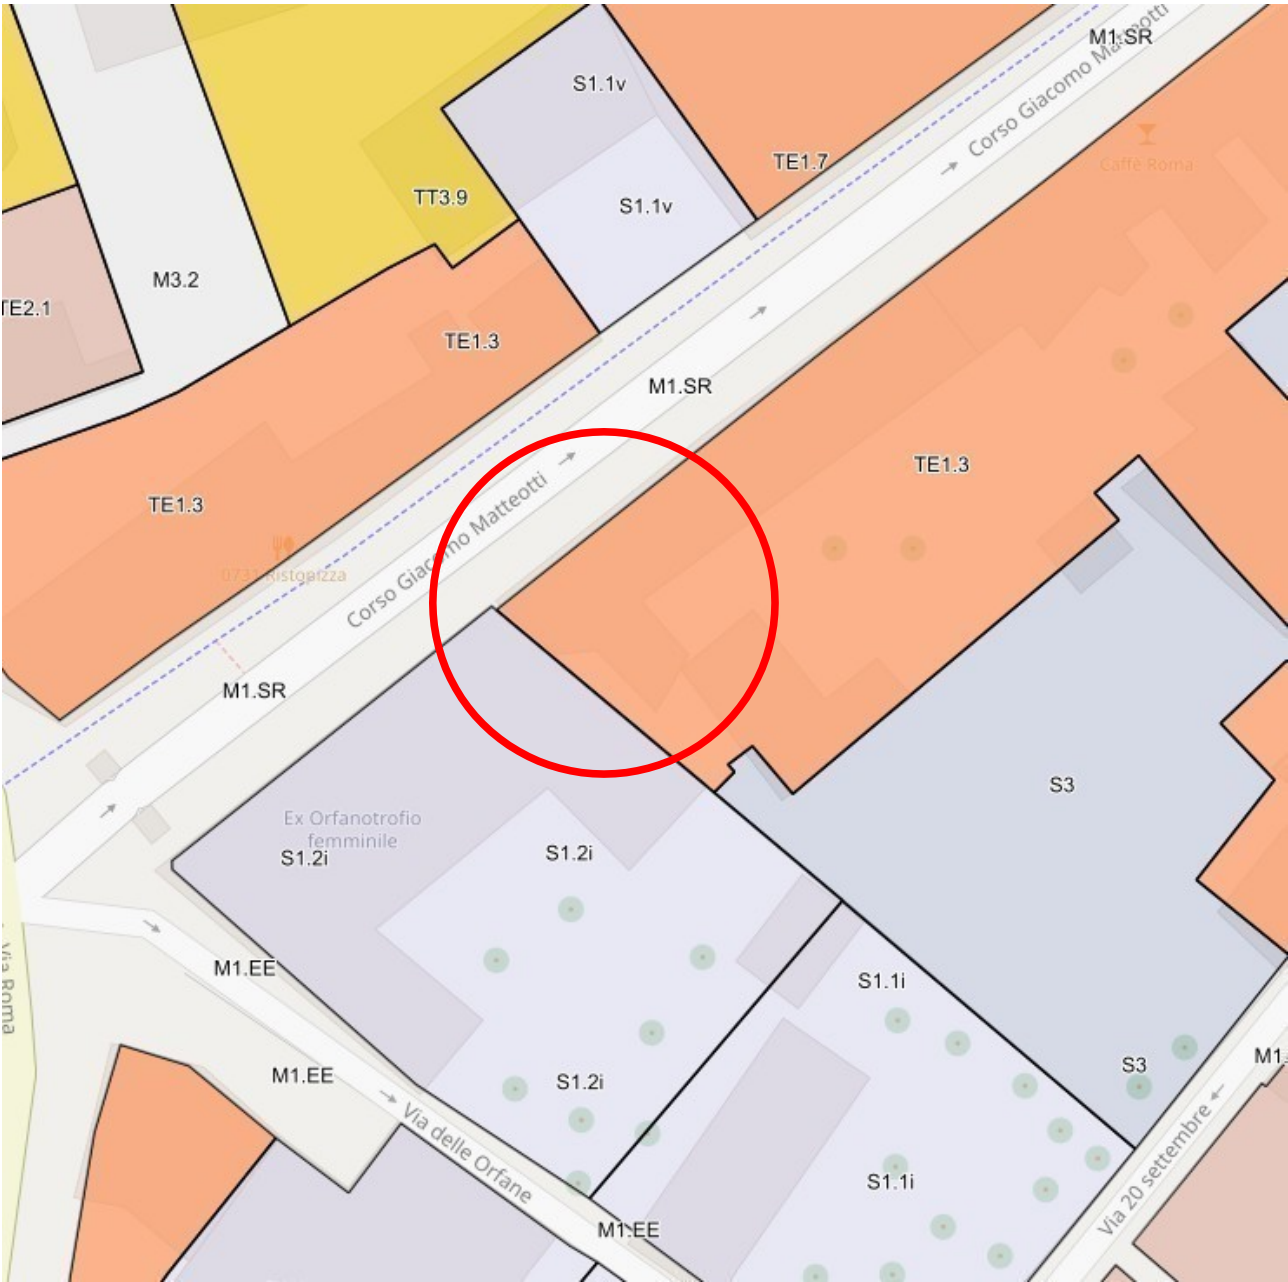 M1.SR
Corso Giacomo Matteotti
S1.1v
Caffè Roma
TE1.7
TT3.9
S1.1v
M3.2
TE2.1
TE1.3
M1.SR
TE1.3
TE1.3
Corso Giacomo Matteotti
0731 Ristopizza
M1.SR
S3
Ex Orfanotrofio
femminile
S1.2i
S1.2i
Via Roma
M1.EE
S1.1i
S3
M1.
M1.EE
S1.2i
Via delle Orfane
Via 20 settembre
S1.1i
M1.EE